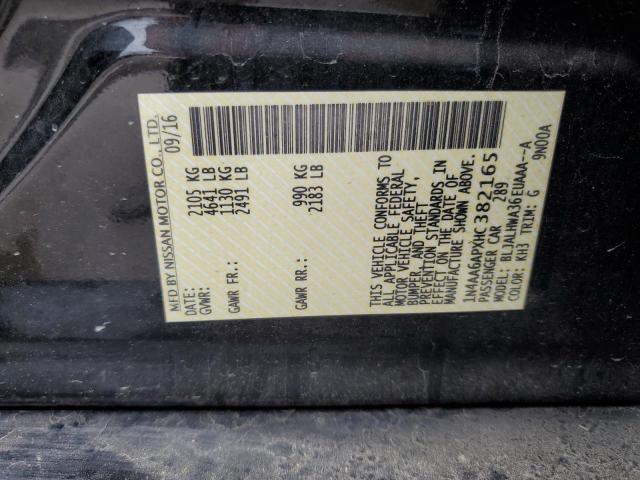 MFD BY NISSAN MOTOR CO., LTD.
09/16
GVWR: 2105 KG
4641 LB
GAWR FR: 1130 KG
2491 LB
GAWR RR: 990 KG
2183 LB
THIS VEHICLE CONFORMS TO
ALL APPLICABLE FEDERAL
MOTOR VEHICLE SAFETY,
BUMPER, AND THEFT
PREVENTION STANDARDS IN
EFFECT ON THE DATE OF
MANUFACTURE SHOWN ABOVE.
1N4AA6APXHC382165
PASSENGER CAR 289
MODEL: BLJALHWA36EUAAA--A
COLOR: KH3 TRIM: G 9N00A